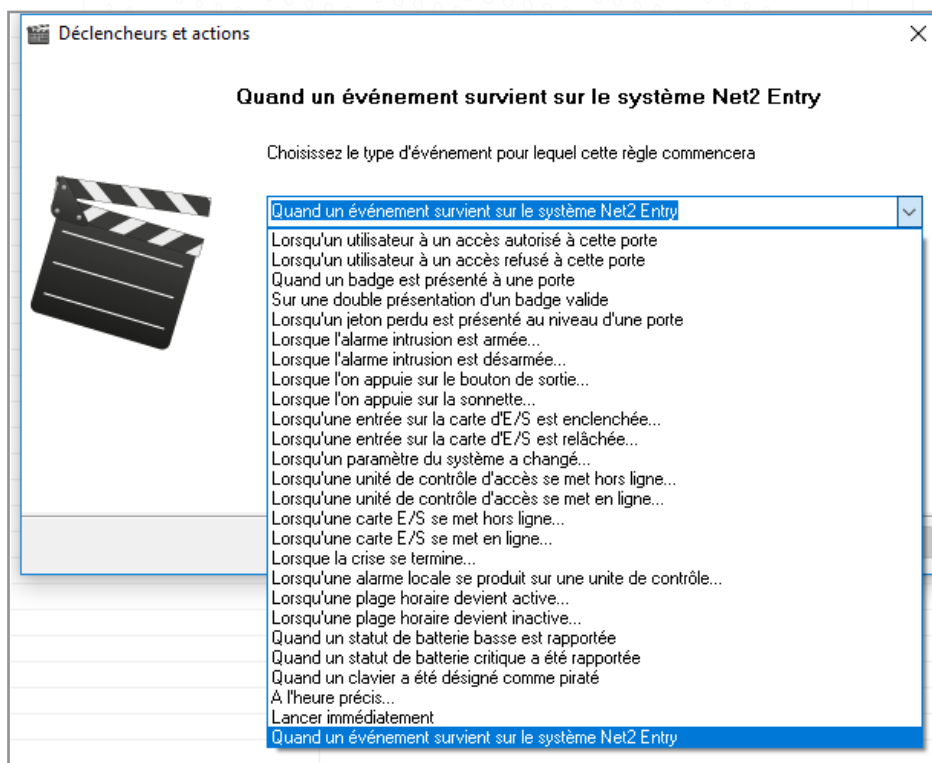 Déclencheurs et actions
Quand un événement survient sur le système Net2 Entry
Choisissez le type d'événement pour lequel cette règle commencera
Quand un événement survient sur le système Net2 Entry
Lorsqu'un utilisateur à un accès autorisé à cette porte
Lorsqu'un utilisateur à un accès refusé à cette porte
Quand un badge est présenté à une porte
Sur une double présentation d'un badge valide
Lorsqu'un jeton perdu est présenté au niveau d'une porte
Lorsque l'alarme intrusion est armée...
Lorsque l'alarme intrusion est désarmée...
Lorsque l'on appuie sur le bouton de sortie...
Lorsque l'on appuie sur la sonnette...
Lorsqu'une entrée sur la carte d'E/S est enclenchée...
Lorsqu'une entrée sur la carte d'E/S est relâchée...
Lorsqu'un paramètre du système a changé...
Lorsqu'une unité de contrôle d'accès se met hors ligne...
Lorsqu'une unité de contrôle d'accès se met en ligne...
Lorsqu'une carte E/S se met hors ligne...
Lorsqu'une carte E/S se met en ligne...
Lorsque la crise se termine...
Lorsqu'une alarme locale se produit sur une unite de contrôle...
Lorsqu'une plage horaire devient active...
Lorsqu'une plage horaire devient inactive...
Quand un statut de batterie basse est rapportée
Quand un statut de batterie critique a été rapportée
Quand un clavier a été désigné comme piraté
A l'heure précis...
Lancer immédiatement
Quand un événement survient sur le système Net2 Entry